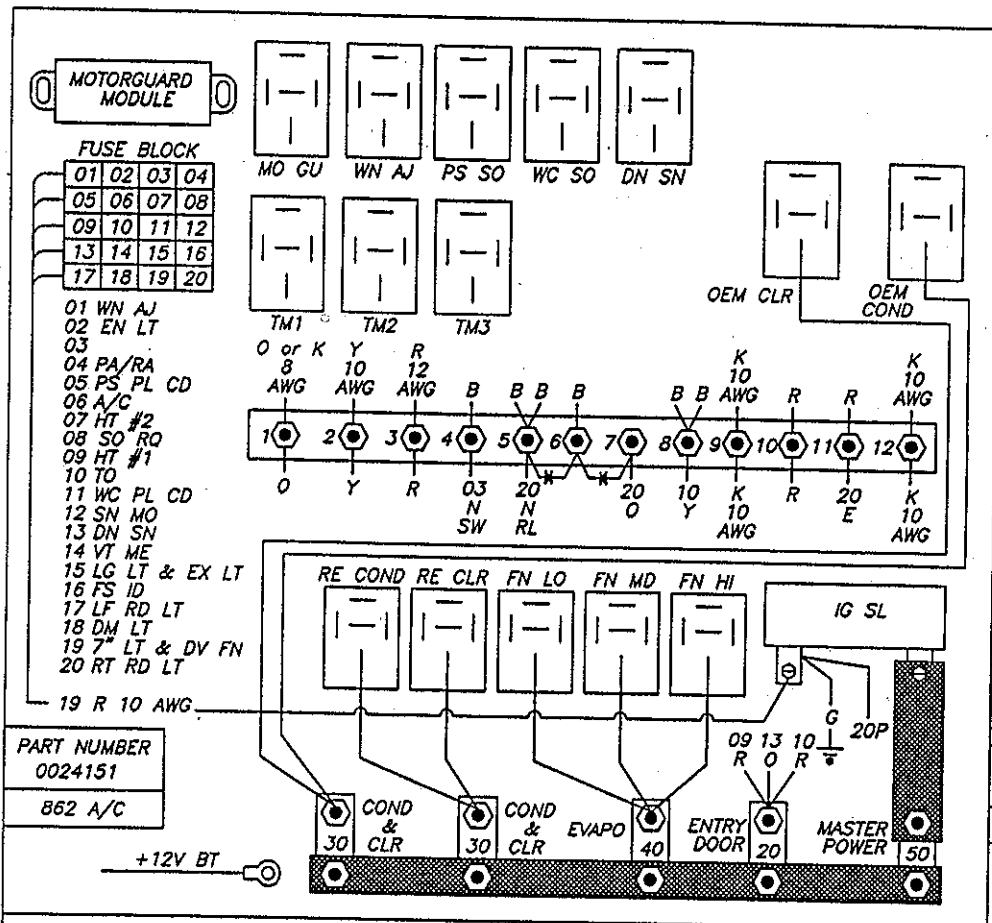 MOTORGUARD
MODULE
MO GU
WN AJ
PS SO
WC SO
DN SN
FUSE BLOCK
01 02 03 04
05 06 07 08
09 10 11 12
13 14 15 16
17 18 19 20
TM1
TM2
TM3
OEM CLR
OEM
COND
01 WN AJ
02 EN LT
03
04 PA/RA
05 PS PL CD
06 A/C
07 HT #2
08 SO RQ
09 HT #1
10 TO
11 WC PL CD
12 SN MO
13 DN SN
14 VT ME
15 LG LT & EX LT
16 FS ID
17 LF RD LT
18 DM LT
19 7" LT & DV FN
20 RT RD LT
19 R 10 AWG
O or K
8
AWG
Y
10
AWG
R
12
AWG
B
B B
B
B B
K
10
AWG
R
R
K
10
AWG
1 2 3 4 5 6 7 8 9 10 11 12
O
Y
R
03
N
SW
20
N
RL
20
O
10
Y
K
10
AWG
R
20
E
K
10
AWG
RE COND
RE CLR
FN LO
FN MD
FN HI
IG SL
G
20P
09 13 10
R O R
PART NUMBER
0024151
862 A/C
COND
&
CLR
30
COND
&
CLR
30
EVAPO
40
ENTRY
DOOR
20
MASTER
POWER
50
+12V BT